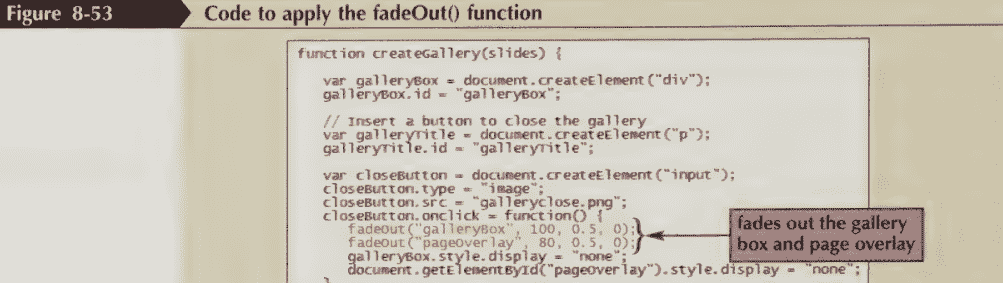 Figure 8-53 Code to apply the fadeOut() function
function createGallery(slides) {
var galleryBox = document.createElement("div");
galleryBox.id = "galleryBox";
// Insert a button to close the gallery
var galleryTitle = document.createElement("p");
galleryTitle.id = "galleryTitle";
var closeButton = document.createElement("input");
closeButton.type = "image";
closeButton.src = "galleryclose.png";
closeButton.onclick = function() {
fadeOut("galleryBox", 100, 0.5, 0);
fadeOut("pageOverlay", 80, 0.5, 0);
fades out the gallery
box and page overlay
galleryBox.style.display = "none";
document.getElementById("pageOverlay").style.display = "none";